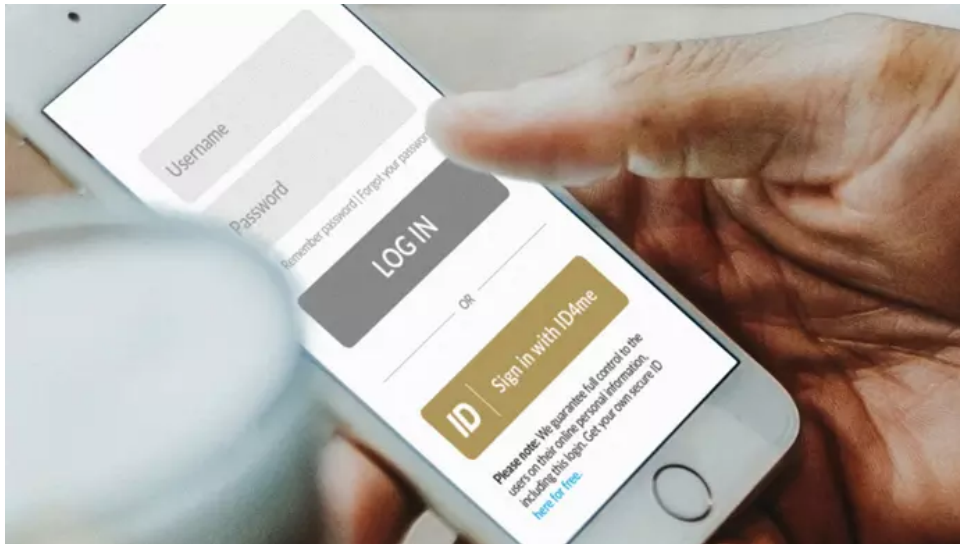 Username
Password
Remember password | Forgot your password
LOG IN
OR
ID | Sign in with ID4me
Please note: We guarantee full control to the
users on their online personal information,
including this login. Get your own secure ID
here for free.